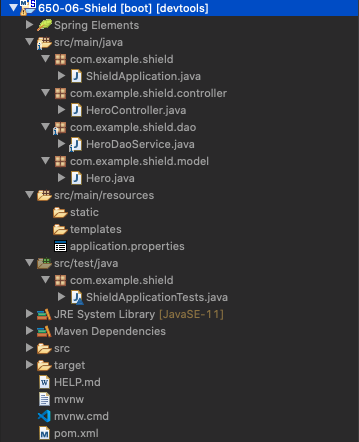 650-06-Shield [boot] [devtools]
Spring Elements
src/main/java
com.example.shield
ShieldApplication.java
com.example.shield.controller
HeroController.java
com.example.shield.dao
HeroDaoService.java
com.example.shield.model
Hero.java
src/main/resources
static
templates
application.properties
src/test/java
com.example.shield
ShieldApplicationTests.java
JRE System Library [JavaSE-11]
Maven Dependencies
src
target
HELP.md
mvnw
mvnw.cmd
pom.xml